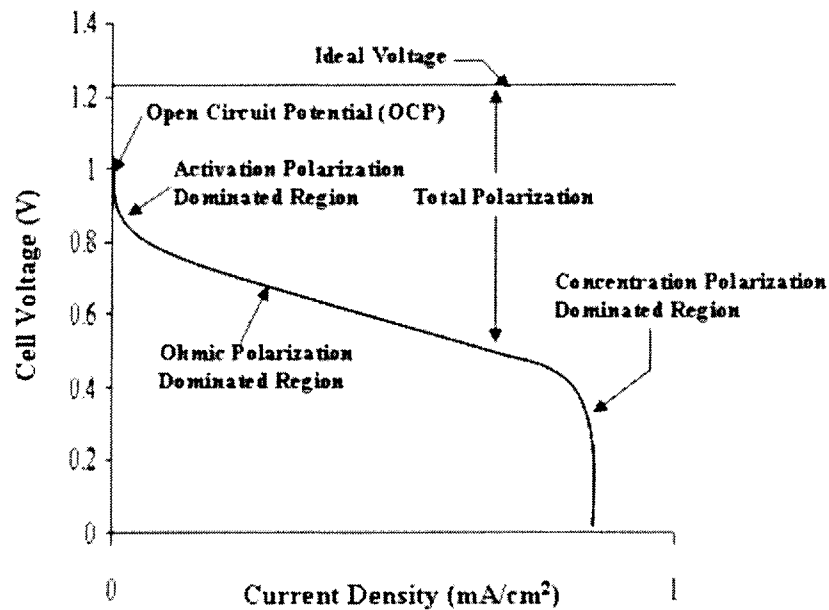 1.4
Ideal Voltage
1.2
Open Circuit Potential (OCP)
1
Activation Polarization
Dominated Region
Total Polarization
0.8
Concentration Polarization
Dominated Region
0.6
Ohmic Polarization
Dominated Region
0.4
0.2
0
Cell Voltage (V)
0
Current Density (mA/cm²)
1